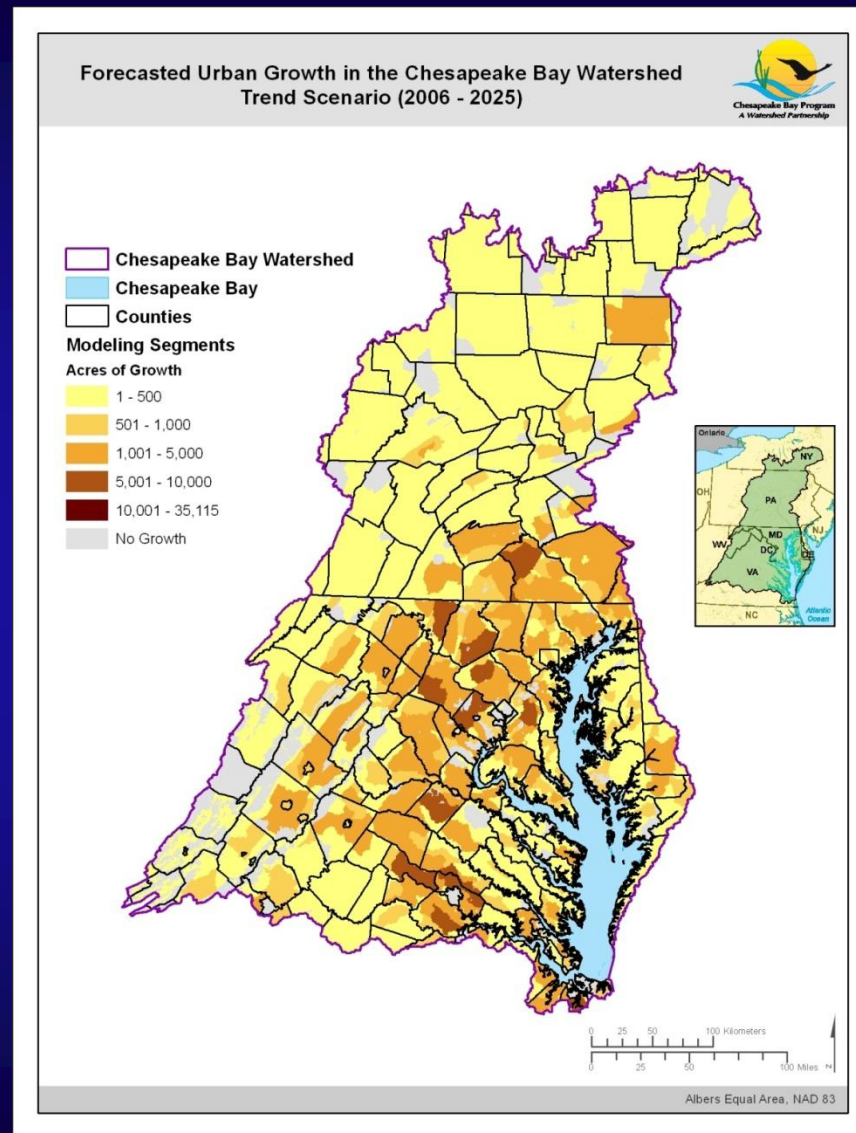 Forecasted Urban Growth in the Chesapeake Bay Watershed
Trend Scenario (2006 - 2025)
Chesapeake Bay Program
A Watershed Partnership
Chesapeake Bay Watershed
Chesapeake Bay
Counties
Modeling Segments
Acres of Growth
1 - 500
501 - 1,000
1,001 - 5,000
5,001 - 10,000
10,001 - 35,115
No Growth
Ontario
NY
OH
PA
NJ
MD
WV
DC
DE
VA
NC
Atlantic
Ocean
0 25 50 100 Kilometers
0 25 50 100 Miles
N
Albers Equal Area, NAD 83